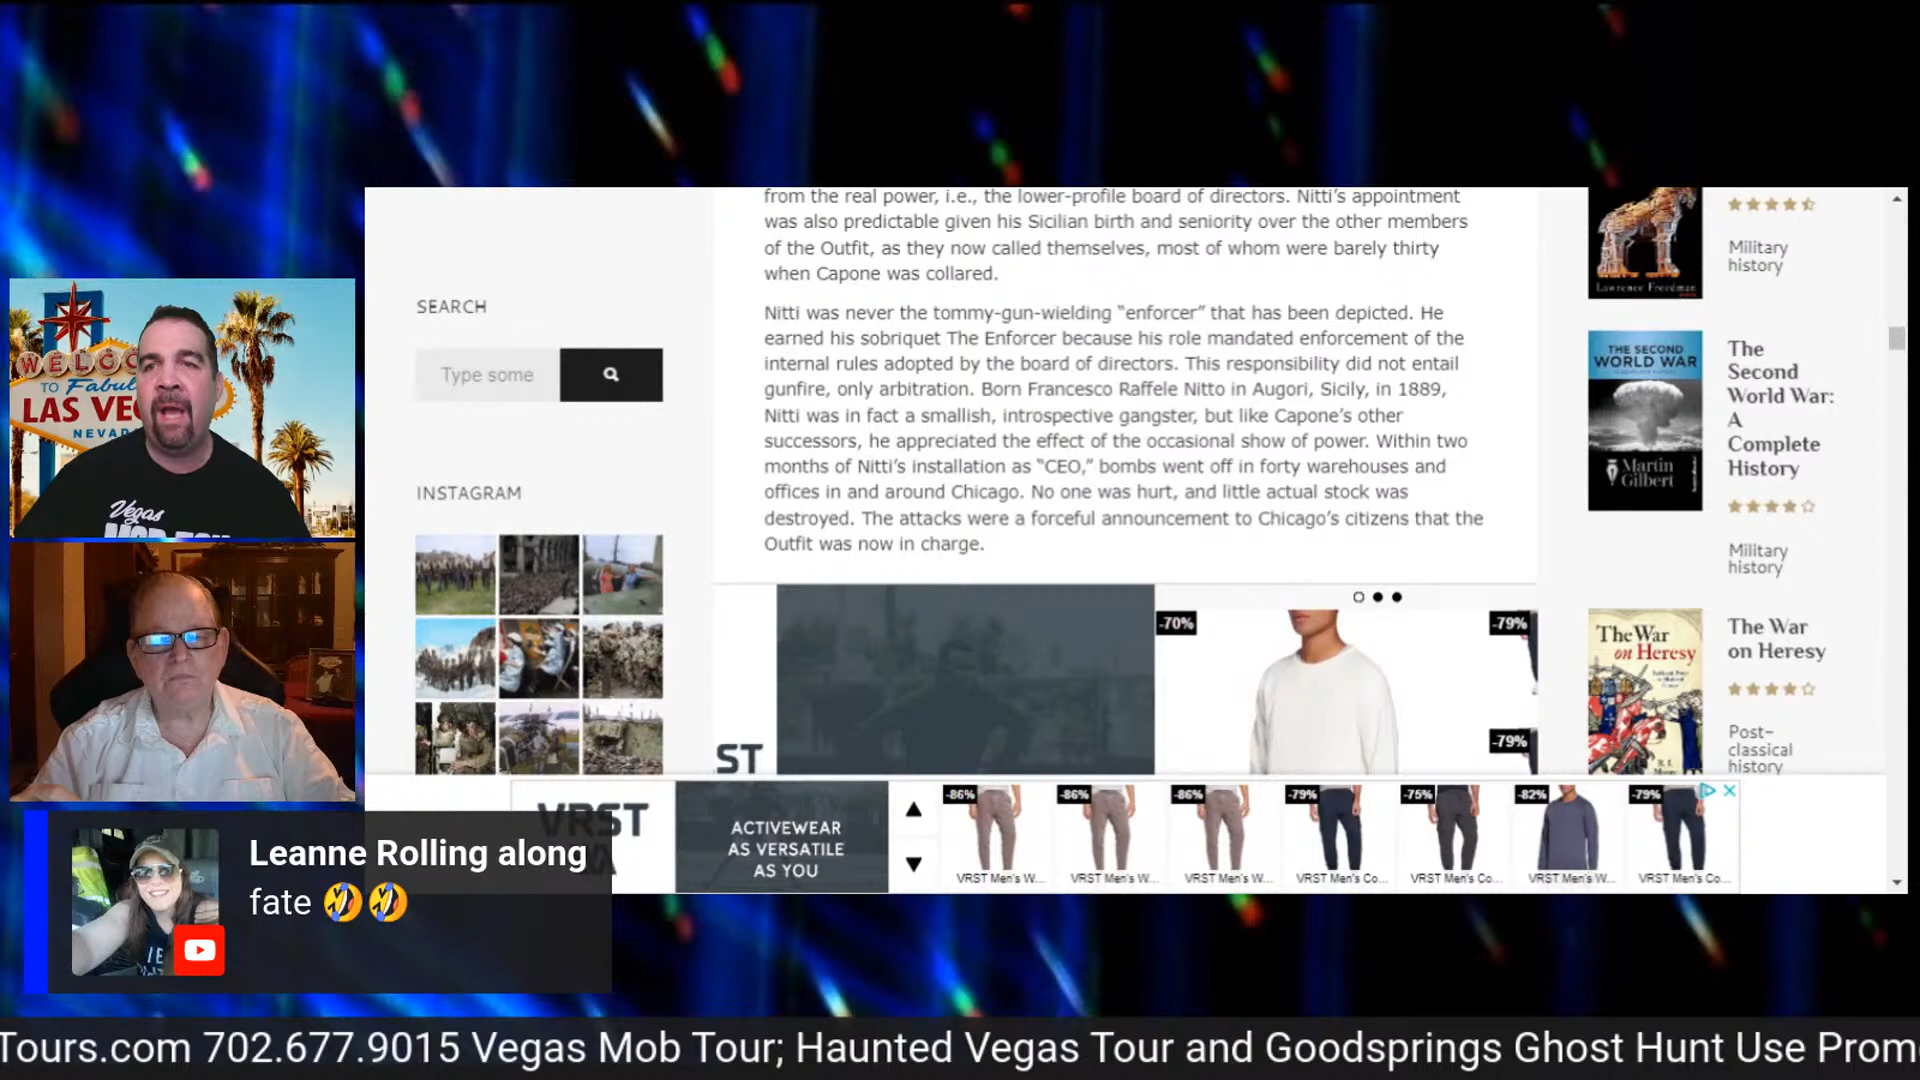 from the real power, i.e., the lower-profile board of directors. Nitti's appointment
was also predictable given his Sicilian birth and seniority over the other members
of the Outfit, as they now called themselves, most of whom were barely thirty
when Capone was collared.
Nitti was never the tommy-gun-wielding “enforcer” that has been depicted. He
earned his sobriquet The Enforcer because his role mandated enforcement of the
internal rules adopted by the board of directors. This responsibility did not entail
gunfire, only arbitration. Born Francesco Raffele Nitto in Augori, Sicily, in 1889,
Nitti was in fact a smallish, introspective gangster, but like Capone's other
successors, he appreciated the effect of the occasional show of power. Within two
months of Nitti's installation as “CEO,” bombs went off in forty warehouses and
offices in and around Chicago. No one was hurt, and little actual stock was
destroyed. The attacks were a forceful announcement to Chicago's citizens that the
Outfit was now in charge.
SEARCH
Type some
INSTAGRAM
WELCO
TO Fabul
LAS VE
NEVAD
Vegas
Lawrence Freedman
Military
history
THE SECOND
WORLD WAR
Martin
Gilbert
The
Second
World War:
A
Complete
History
Military
history
The War
on Heresy
The War
on Heresy
Post-
classical
history
-70%
-79%
-79%
ST
VRST
ACTIVEWEAR
AS VERSATILE
AS YOU
-86%
-86%
-86%
-79%
-75%
-82%
-79%
VRST Men's W...
VRST Men's W...
VRST Men's W...
VRST Men's Co...
VRST Men's Co...
VRST Men's W...
VRST Men's Co...
Leanne Rolling along
fate 🤣🤣
Tours.com 702.677.9015 Vegas Mob Tour; Haunted Vegas Tour and Goodsprings Ghost Hunt Use Prom